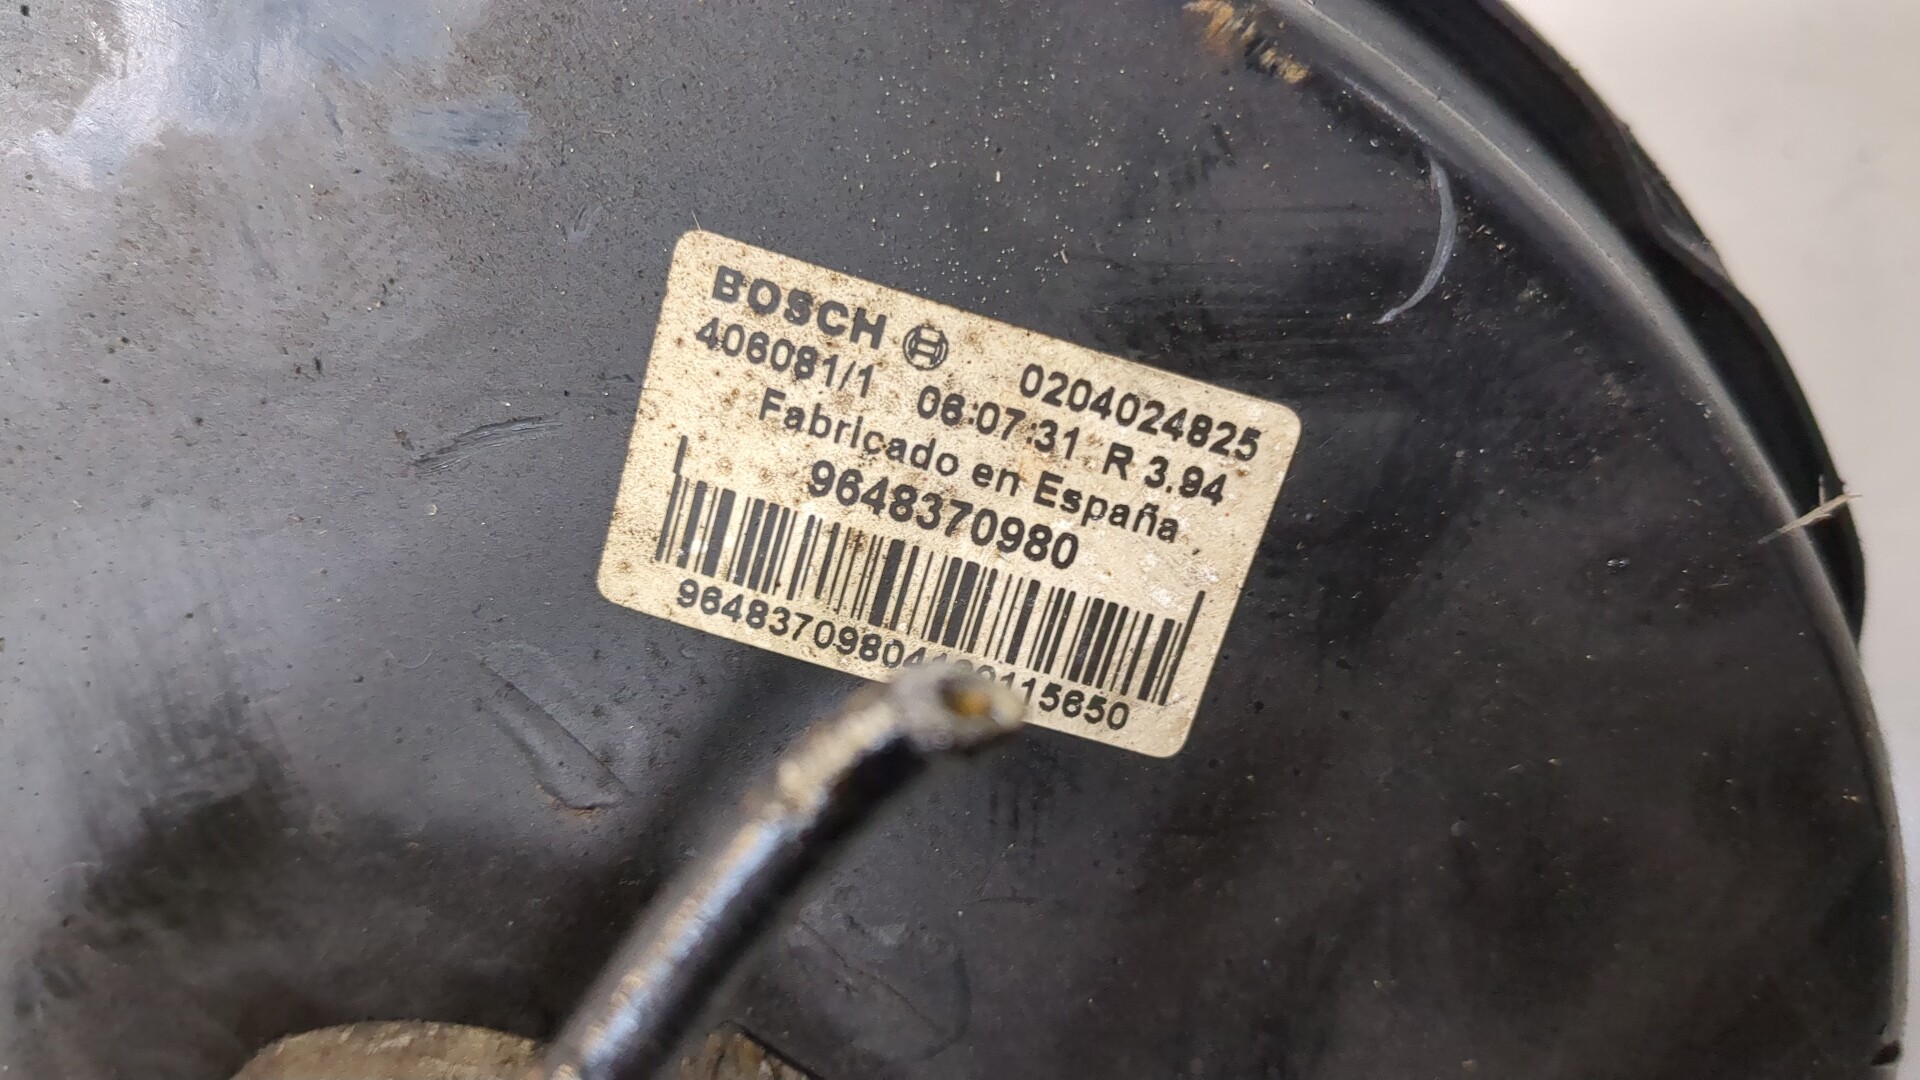 BOSCH 0204024825
406081/1 06:07:31 R 3.94
Fabricado en España
9648370980